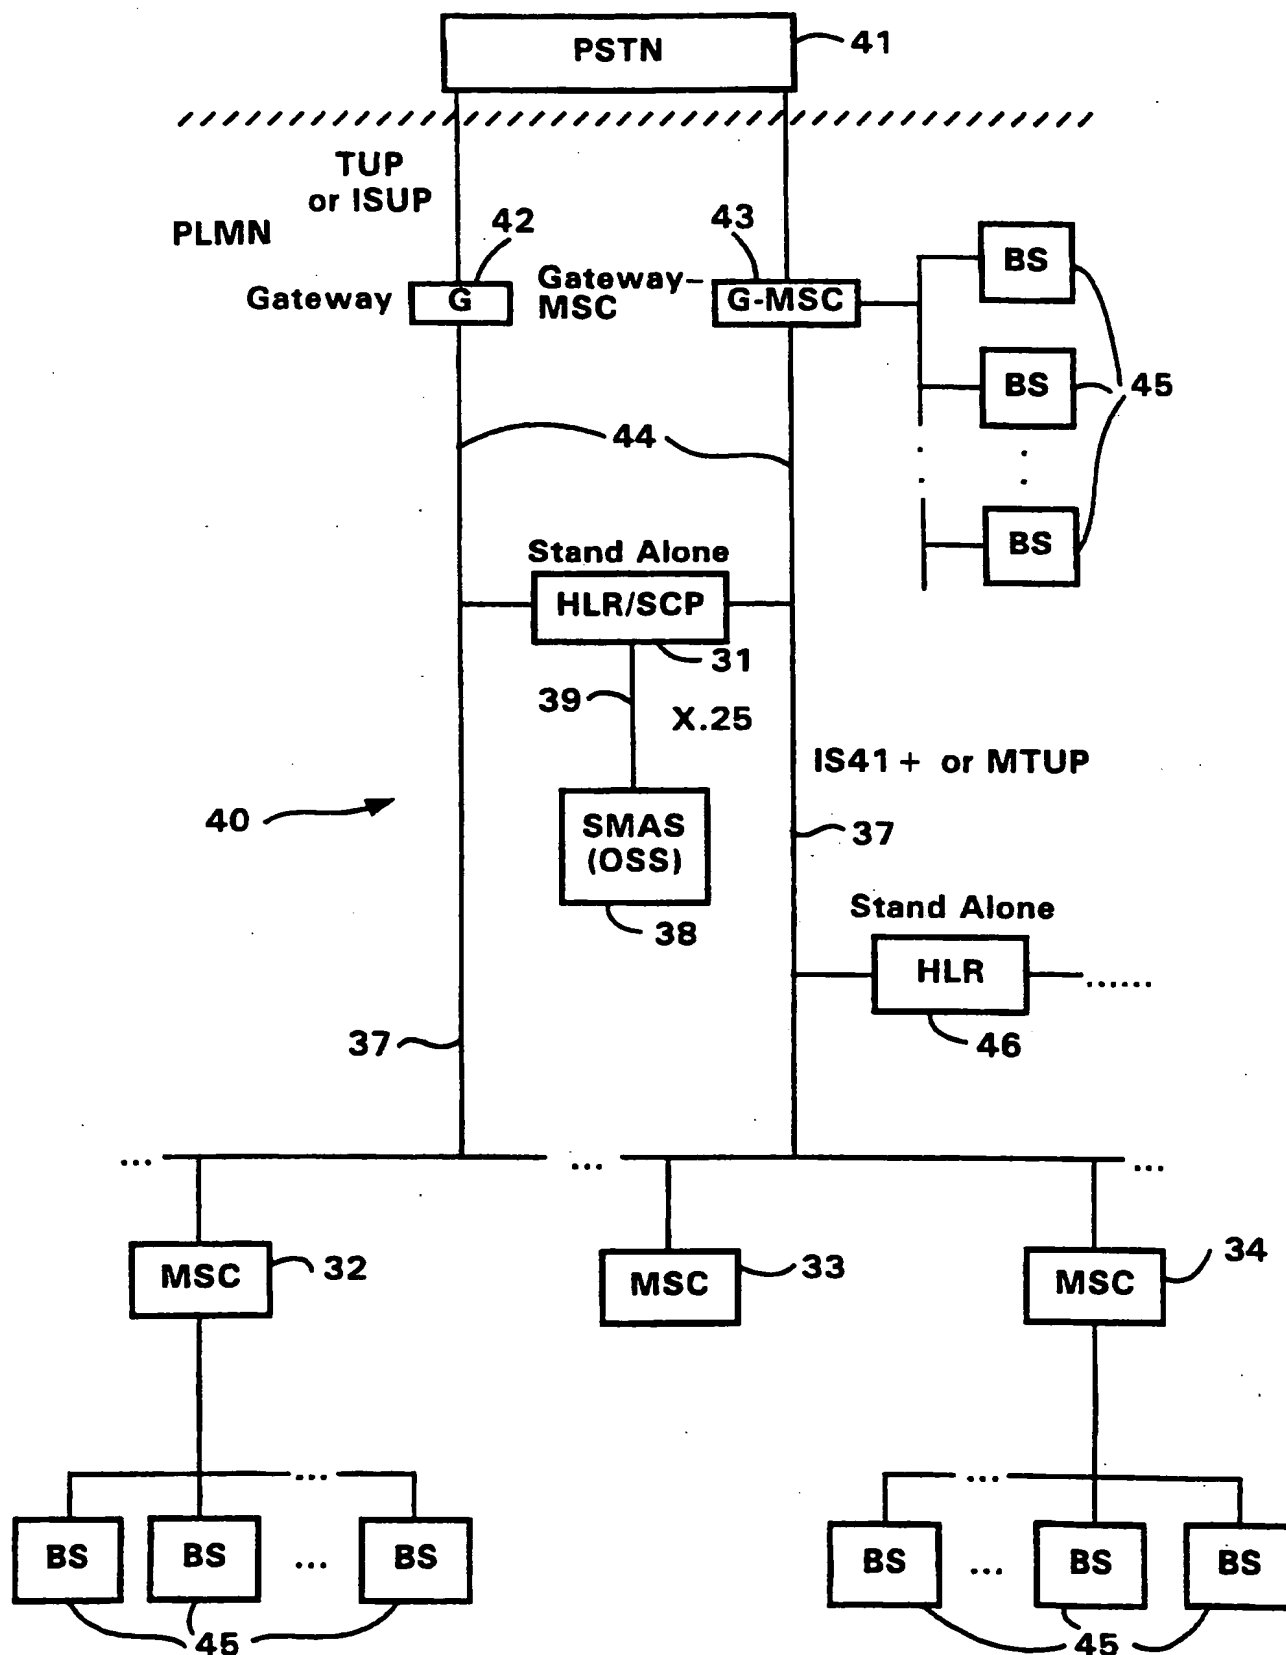 PSTN
41
TUP
or ISUP
PLMN
42
43
BS
Gateway
G
Gateway-
MSC
G-MSC
BS
45
44
BS
Stand Alone
HLR/SCP
31
39
X.25
IS41+ or MTUP
40
SMAS
(OSS)
37
38
Stand Alone
HLR
......
37
46
...
...
...
MSC
32
MSC
33
MSC
34
...
...
BS
BS
...
BS
BS
...
BS
BS
45
45